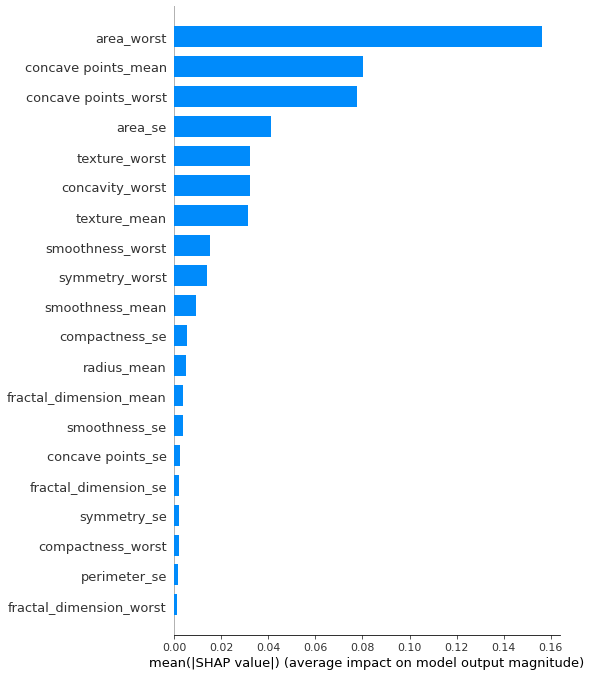 area_worst
concave points_mean
concave points_worst
area_se
texture_worst
concavity_worst
texture_mean
smoothness_worst
symmetry_worst
smoothness_mean
compactness_se
radius_mean
fractal_dimension_mean
smoothness_se
concave points_se
fractal_dimension_se
symmetry_se
compactness_worst
perimeter_se
fractal_dimension_worst
0.00 0.02 0.04 0.06 0.08 0.10 0.12 0.14 0.16
mean(|SHAP value|) (average impact on model output magnitude)